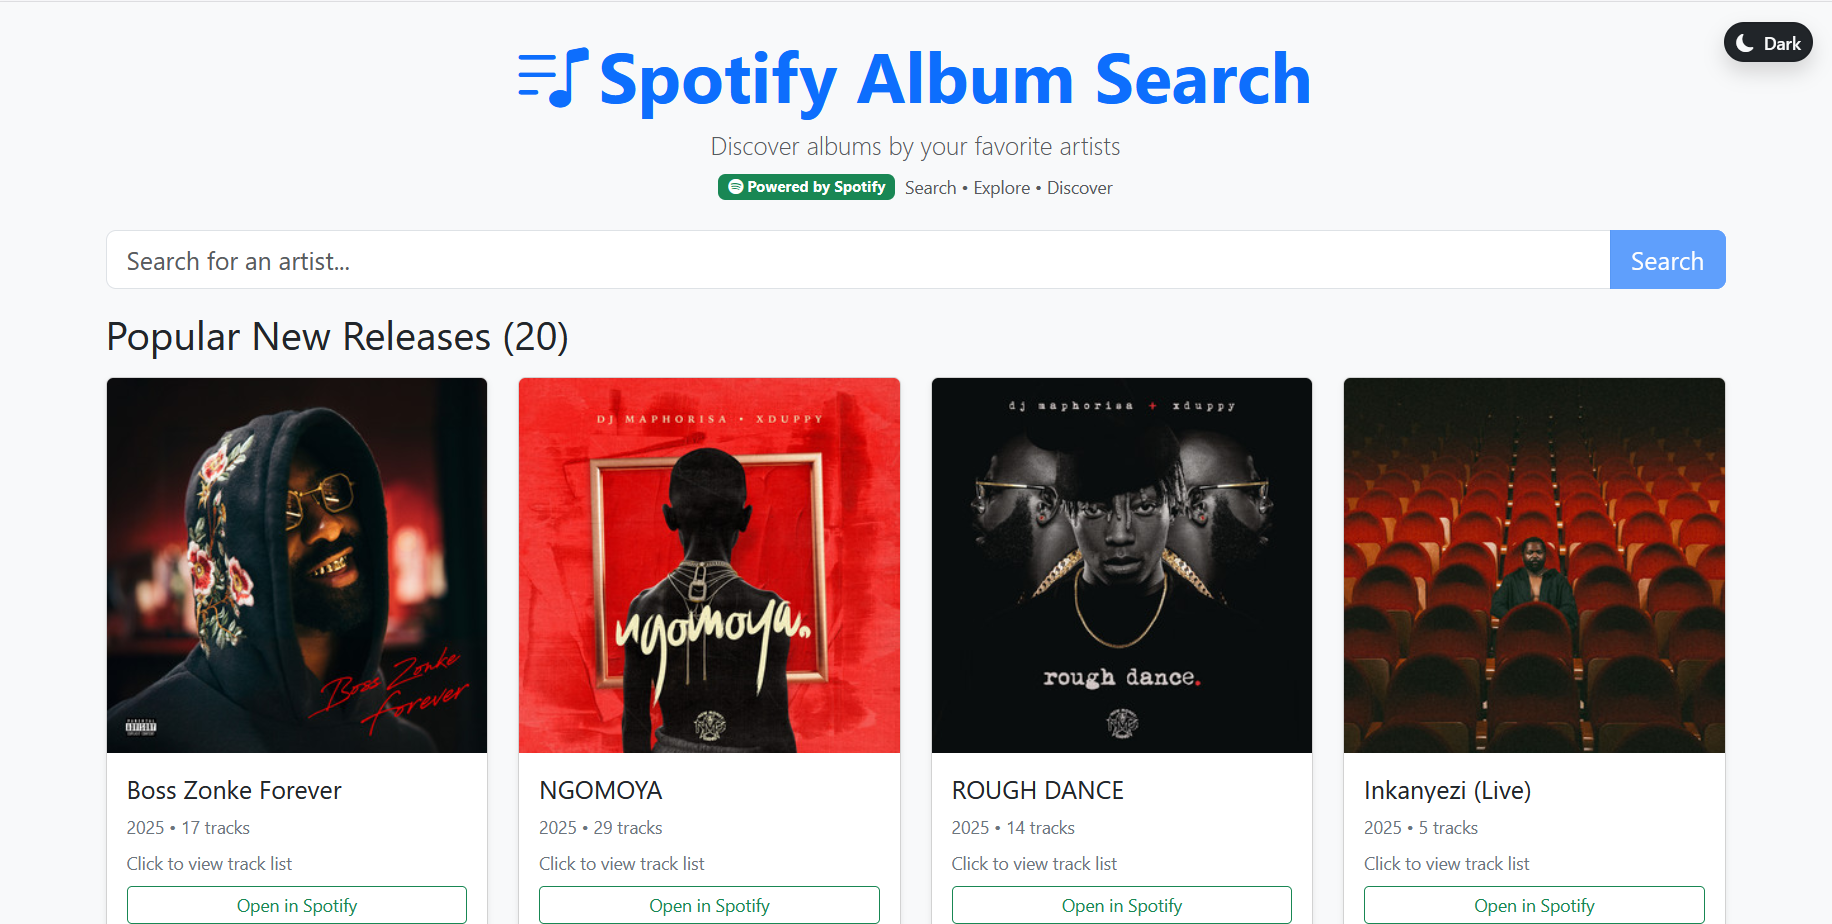 Dark
Spotify Album Search
Discover albums by your favorite artists
Powered by Spotify Search • Explore • Discover
Search for an artist... Search
Popular New Releases (20)
Boss Zonke
Forever
PARENTAL
ADVISORY
EXPLICIT CONTENT
DJ MAPHORISA • XDUPPY
ngomoya.
dj maphorisa + xduppy
rough dance.
Boss Zonke Forever
2025 • 17 tracks
Click to view track list
Open in Spotify
NGOMOYA
2025 • 29 tracks
Click to view track list
Open in Spotify
ROUGH DANCE
2025 • 14 tracks
Click to view track list
Open in Spotify
Inkanyezi (Live)
2025 • 5 tracks
Click to view track list
Open in Spotify